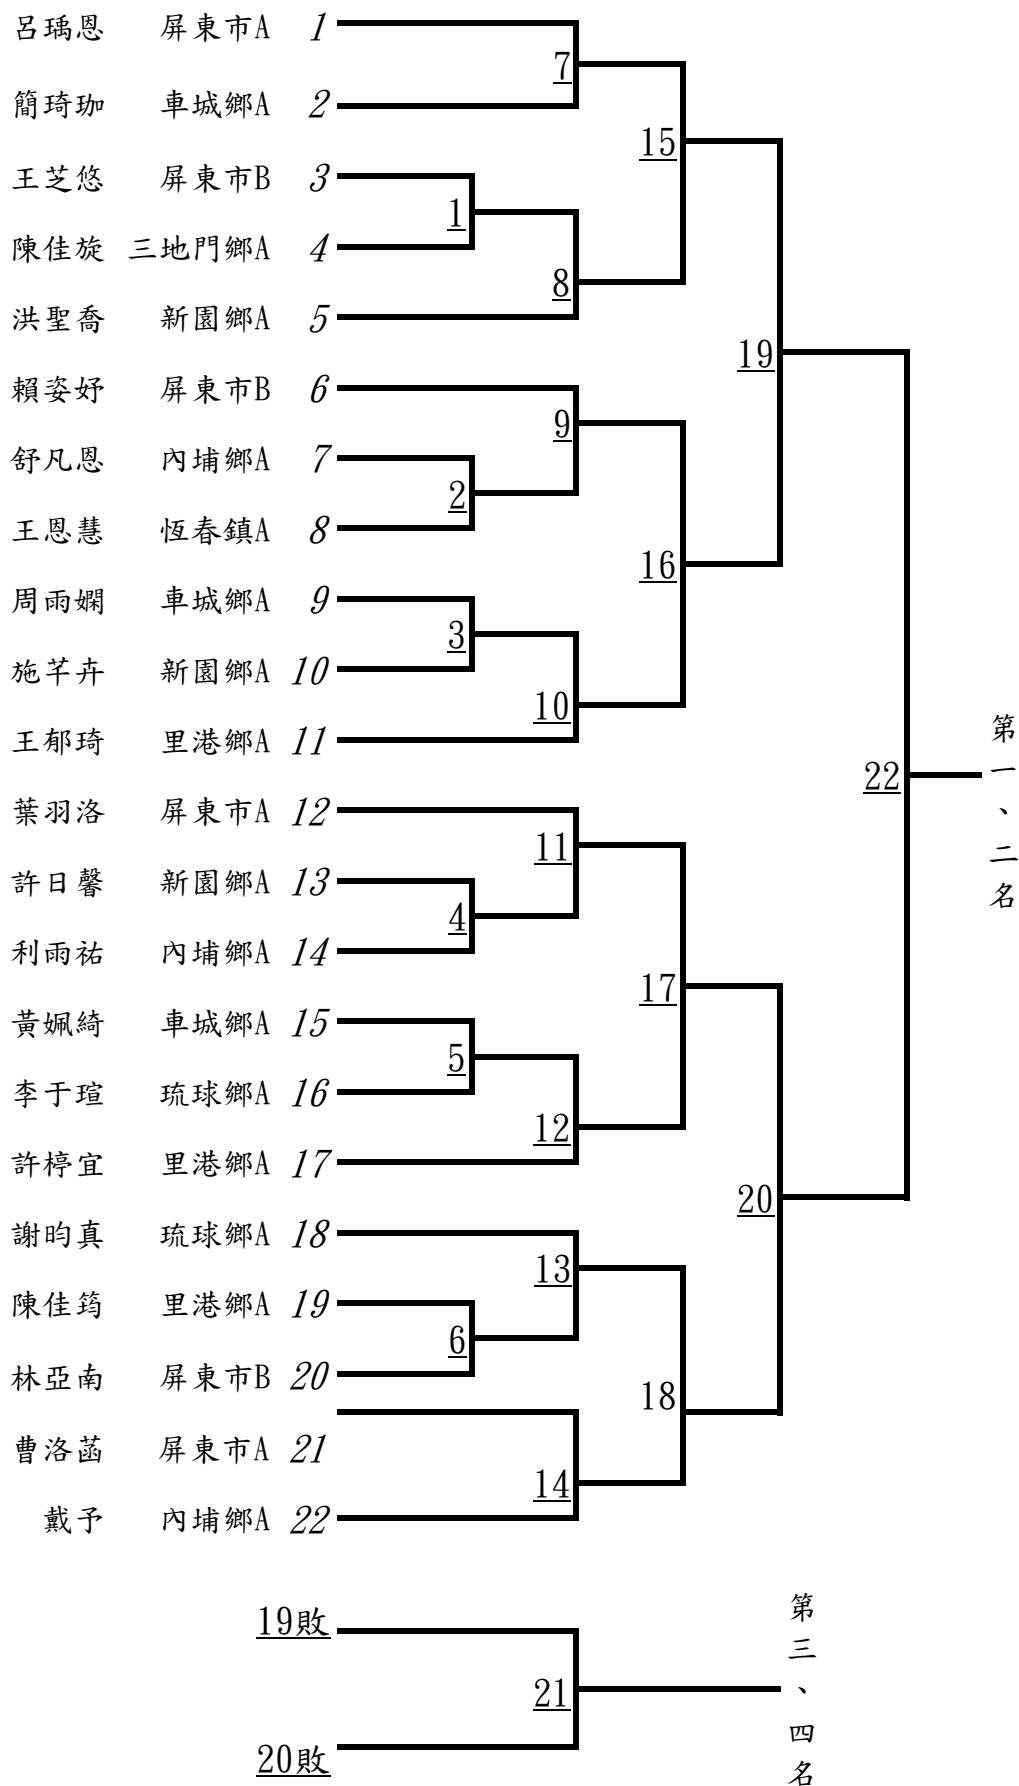 呂瑀恩 屏東市A 1
7
簡琦珈 車城鄉A 2
15
王芝悠 屏東市B 3
1
陳佳旋 三地門鄉A 4
8
洪聖喬 新園鄉A 5
19
賴姿妤 屏東市B 6
9
舒凡恩 內埔鄉A 7
2
王恩慧 恆春鎮A 8
16
周雨嫻 車城鄉A 9
3
施芊卉 新園鄉A 10
10
王郁琦 里港鄉A 11
22
第一、二名
葉羽洛 屏東市A 12
11
許日馨 新園鄉A 13
4
利雨祐 內埔鄉A 14
17
黃姵綺 車城鄉A 15
5
李于瑄 琉球鄉A 16
12
許楟宜 里港鄉A 17
20
謝昀真 琉球鄉A 18
13
陳佳筠 里港鄉A 19
6
林亞南 屏東市B 20
18
曹洛菡 屏東市A 21
14
戴予 內埔鄉A 22
19敗
21
20敗
第三、四名